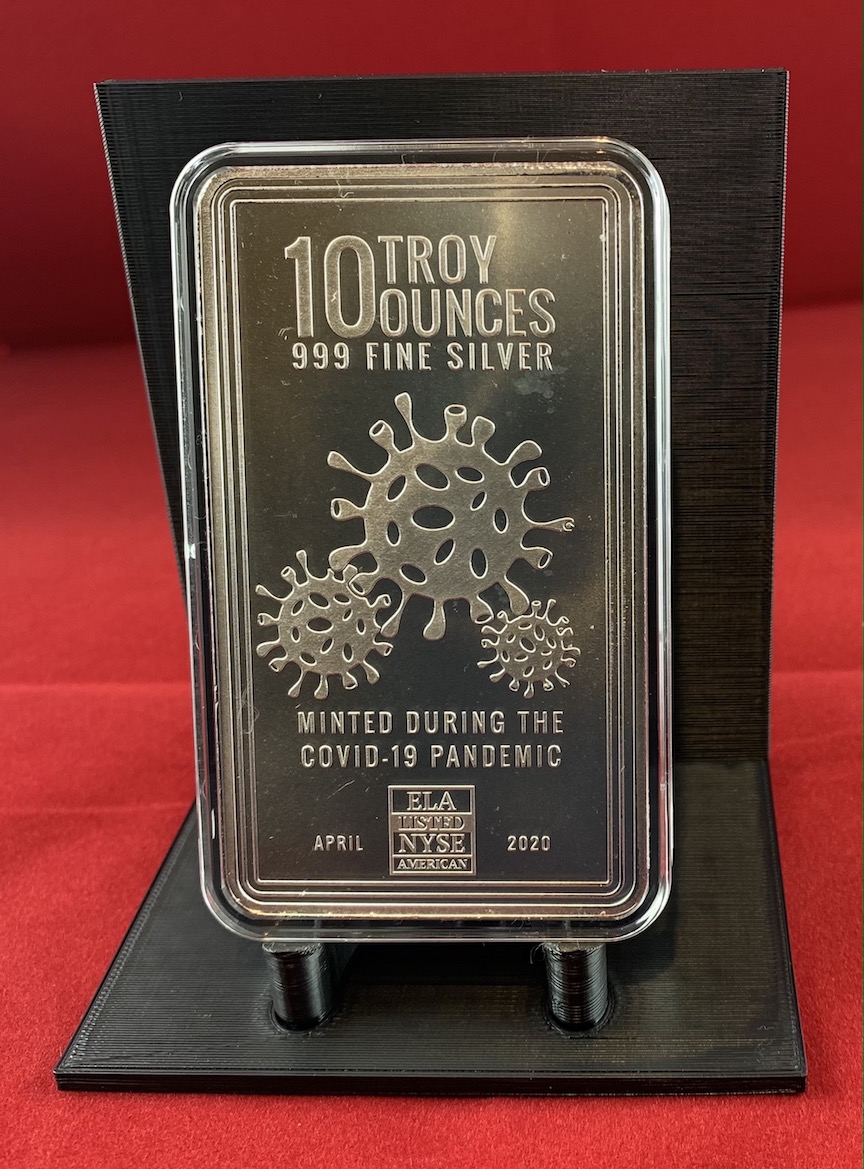 10 TROY
OUNCES
999 FINE SILVER
MINTED DURING THE
COVID-19 PANDEMIC
ELA
LISTED
APRIL NYSE 2020
AMERICAN